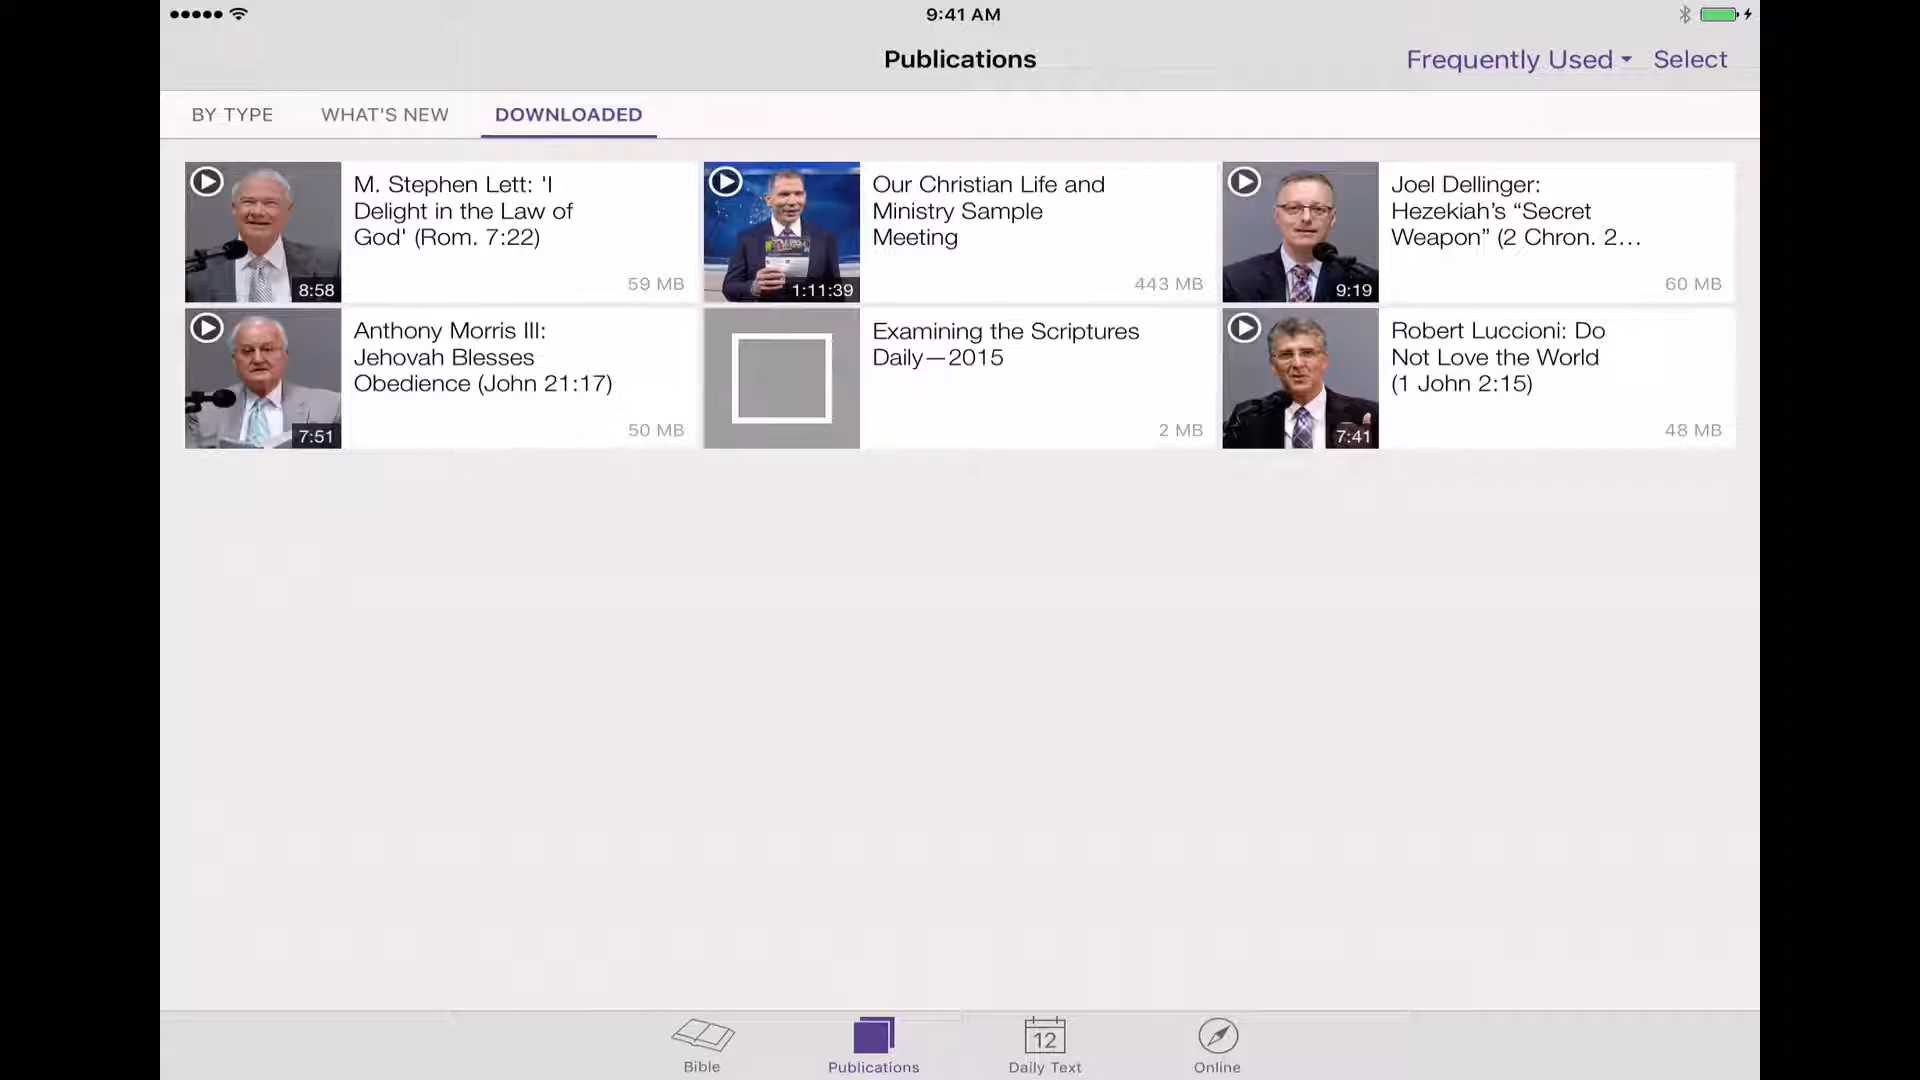 9:41 AM
Publications
Frequently Used
Select
BY TYPE
WHAT'S NEW
DOWNLOADED
M. Stephen Lett: 'I
Delight in the Law of
God' (Rom. 7:22)
59 MB
8:58
Our Christian Life and
Ministry Sample
Meeting
443 MB
1:11:39
Joel Dellinger:
Hezekiah’s “Secret
Weapon” (2 Chron. 2…
60 MB
9:19
Anthony Morris III:
Jehovah Blesses
Obedience (John 21:17)
50 MB
7:51
Examining the Scriptures
Daily—2015
2 MB
Robert Luccioni: Do
Not Love the World
(1 John 2:15)
48 MB
7:41
Bible
Publications
12
Daily Text
Online